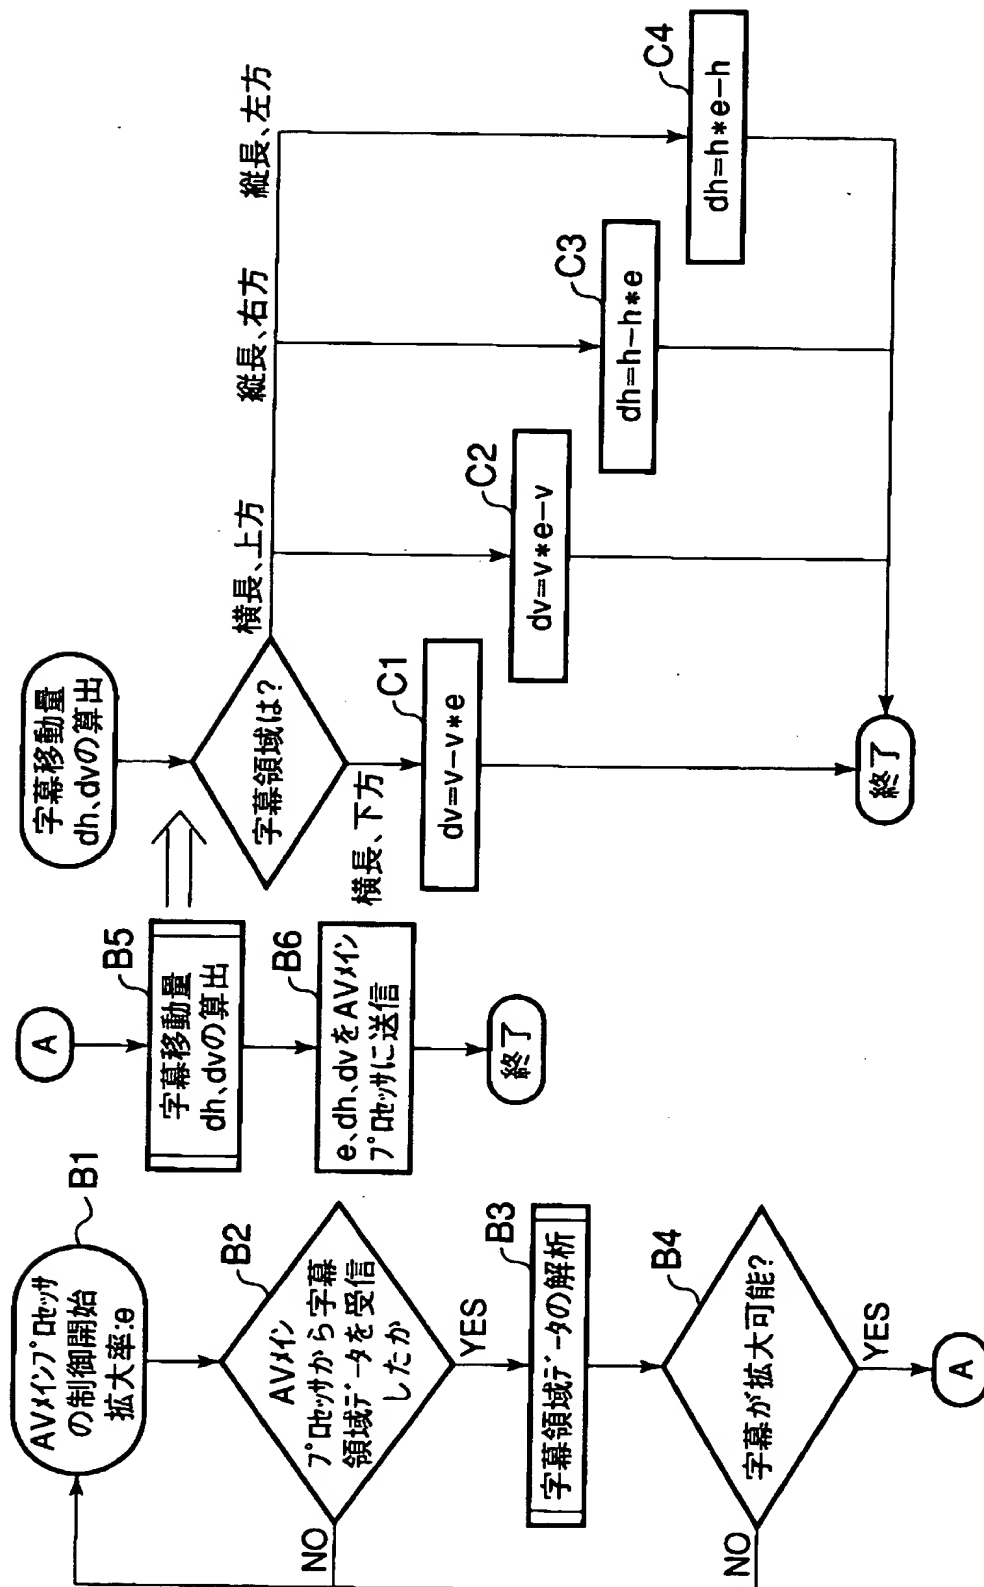 AVメインプロセッサ
の制御開始
拡大率:e
B1
AVメイン
プロセッサから字幕
領域データを受信
したか
B2
NO
YES
字幕領域データの解析
B3
字幕が拡大可能?
B4
NO
YES
A
A
字幕移動量
dh、dvの算出
B5
e、dh、dvをAVメイン
プロセッサに送信
B6
終了
字幕移動量
dh、dvの算出
字幕領域は?
横長、下方
横長、上方
縦長、右方
縦長、左方
dv=v-v*e
C1
dv=v*e-v
C2
dh=h-h*e
C3
dh=h*e-h
C4
終了